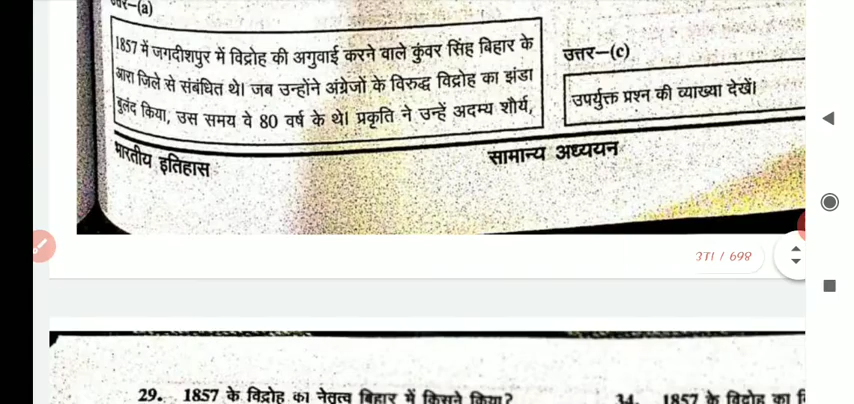 उत्तर–(a)
1857 में जगदीशपुर में विद्रोह की अगुवाई करने वाले कुंवर सिंह बिहार के
आरा जिले से संबंधित थे। जब उन्होंने अंग्रेजों के विरुद्ध विद्रोह का झंडा
बुलंद किया, उस समय वे 80 वर्ष के थे। प्रकृति ने उन्हें अदम्य शौर्य,
उत्तर–(c)
उपर्युक्त प्रश्न की व्याख्या देखें।
भारतीय इतिहास
सामान्य अध्ययन
371 / 698
29. 1857 के विद्रोह का नेतृत्व बिहार में किसने किया?
34. 1857 के विद्रोह का